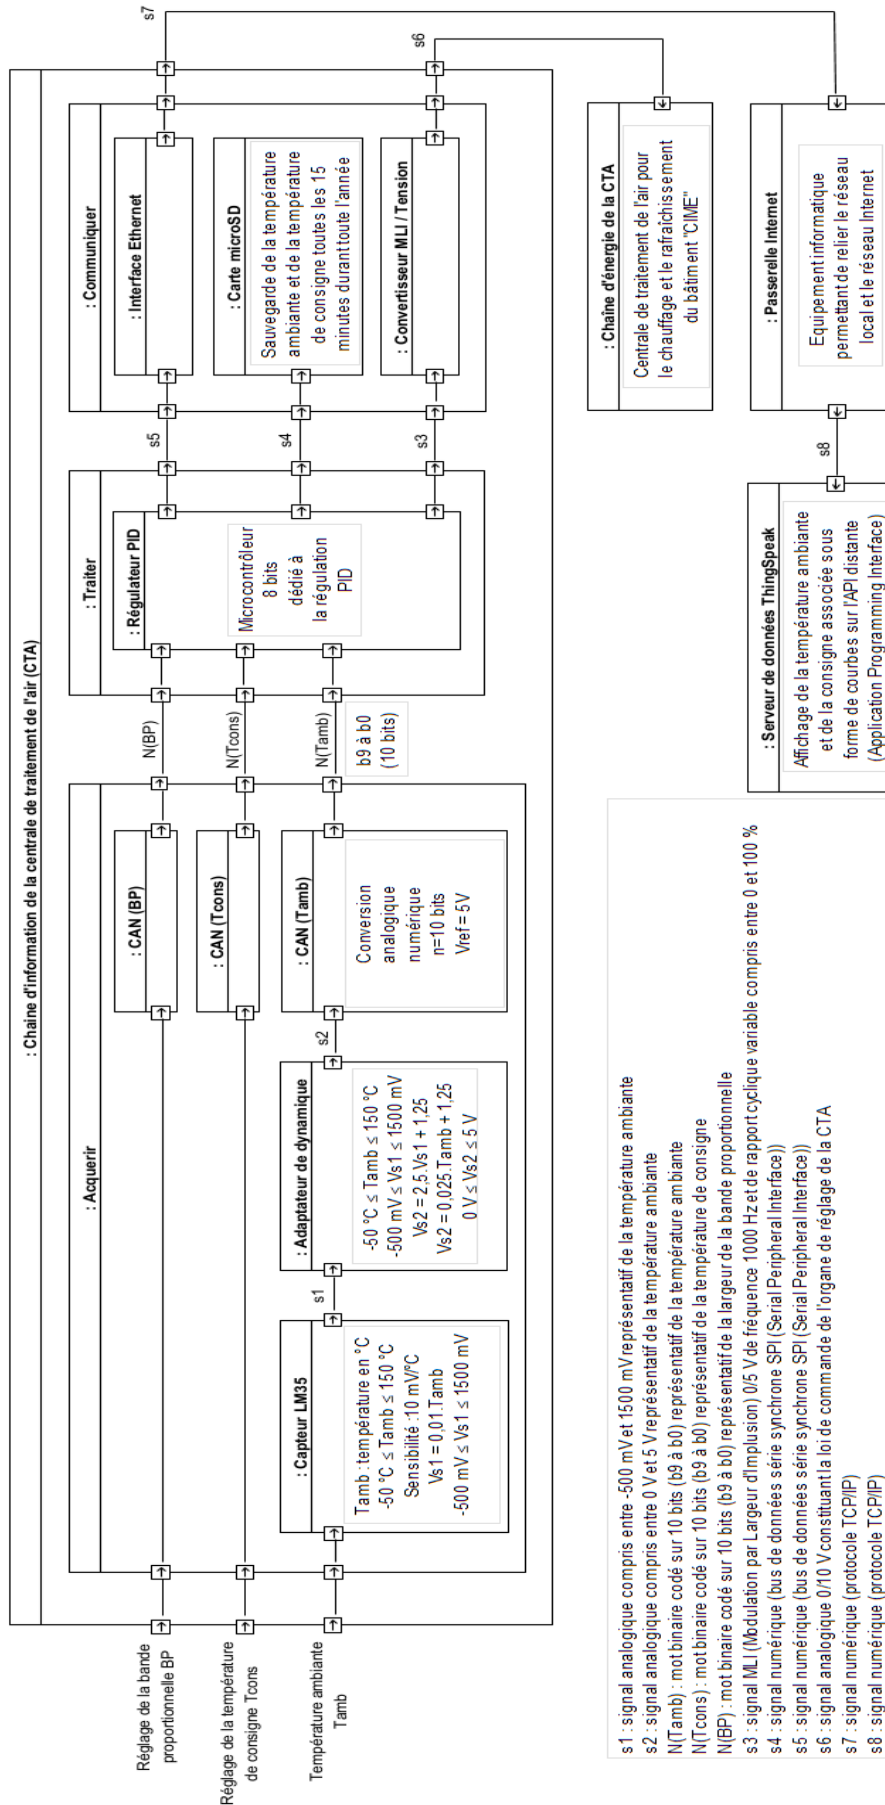 : Chaine d'information de la centrale de traitement de l'air (CTA)
: Acquerir
Réglage de la bande
proportionnelle BP
Réglage de la température
de consigne Tcons
Température ambiante
Tamb
: Capteur LM35
Tamb : température en °C
-50 °C ≤ Tamb ≤ 150 °C
Sensibilité : 10 mV/°C
Vs1 = 0,01.Tamb
-500 mV ≤ Vs1 ≤ 1500 mV
s1
: Adaptateur de dynamique
-50 °C ≤ Tamb ≤ 150 °C
-500 mV ≤ Vs1 ≤ 1500 mV
Vs2 = 2,5.Vs1 + 1,25
Vs2 = 0,025.Tamb + 1,25
0 V ≤ Vs2 ≤ 5 V
s2
: CAN (BP)
: CAN (Tcons)
: CAN (Tamb)
Conversion
analogique
numérique
n=10 bits
Vref = 5V
N(BP)
N(Tcons)
N(Tamb)
b9 à b0
(10 bits)
: Traiter
: Régulateur PID
Microcontrôleur
8 bits
dédié à
la régulation
PID
s5
s4
s3
: Communiquer
: Interface Ethernet
: Carte microSD
Sauvegarde de la température
ambiante et de la température
de consigne toutes les 15
minutes durant toute l'année
: Convertisseur MLI / Tension
s7
s6
: Chaîne d'énergie de la CTA
Centrale de traitement de l'air pour
le chauffage et le rafraîchissement
du bâtiment "CIME"
: Passerelle Internet
Equipement informatique
permettant de relier le réseau
local et le réseau Internet
s8
: Serveur de données ThingSpeak
Affichage de la température ambiante
et de la consigne associée sous
forme de courbes sur l'API distante
(Application Programming Interface)
s1 : signal analogique compris entre -500 mV et 1500 mV représentatif de la température ambiante
s2 : signal analogique compris entre 0 V et 5 V représentatif de la température ambiante
N(Tamb) : mot binaire codé sur 10 bits (b9 à b0) représentatif de la température ambiante
N(Tcons) : mot binaire codé sur 10 bits (b9 à b0) représentatif de la température de consigne
N(BP) : mot binaire codé sur 10 bits (b9 à b0) représentatif de la largeur de la bande proportionnelle
s3 : signal MLI (Modulation par Largeur d'Implusion) 0/5 V de fréquence 1000 Hz et de rapport cyclique variable compris entre 0 et 100 %
s4 : signal numérique (bus de données série synchrone SPI (Serial Peripheral Interface))
s5 : signal numérique (bus de données série synchrone SPI (Serial Peripheral Interface))
s6 : signal analogique 0/10 V constituant la loi de commande de l'organe de réglage de la CTA
s7 : signal numérique (protocole TCP/IP)
s8 : signal numérique (protocole TCP/IP)